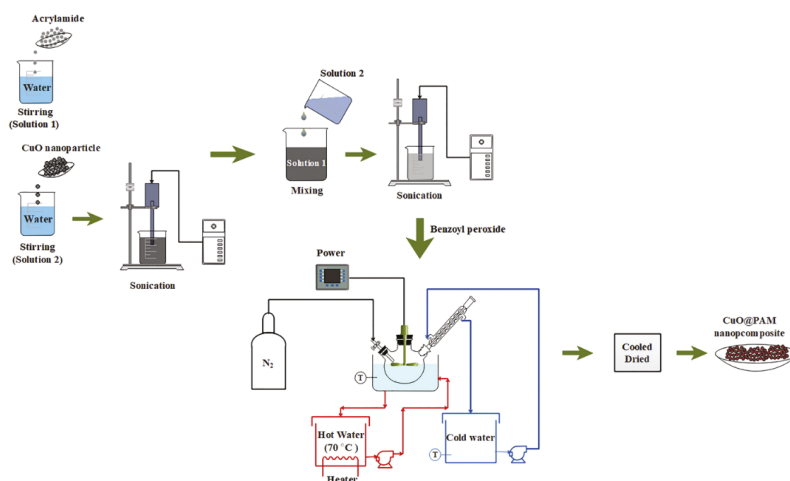 Acrylamide
Water
Stirring
(Solution 1)
CuO nanoparticle
Water
Stirring
(Solution 2)
Sonication
Solution 2
Solution 1
Mixing
Sonication
Benzoyl peroxide
Power
N2
T
Hot Water
(70 °C )
Heater
T
Cold water
Cooled
Dried
CuO@PAM
nanopcomposite